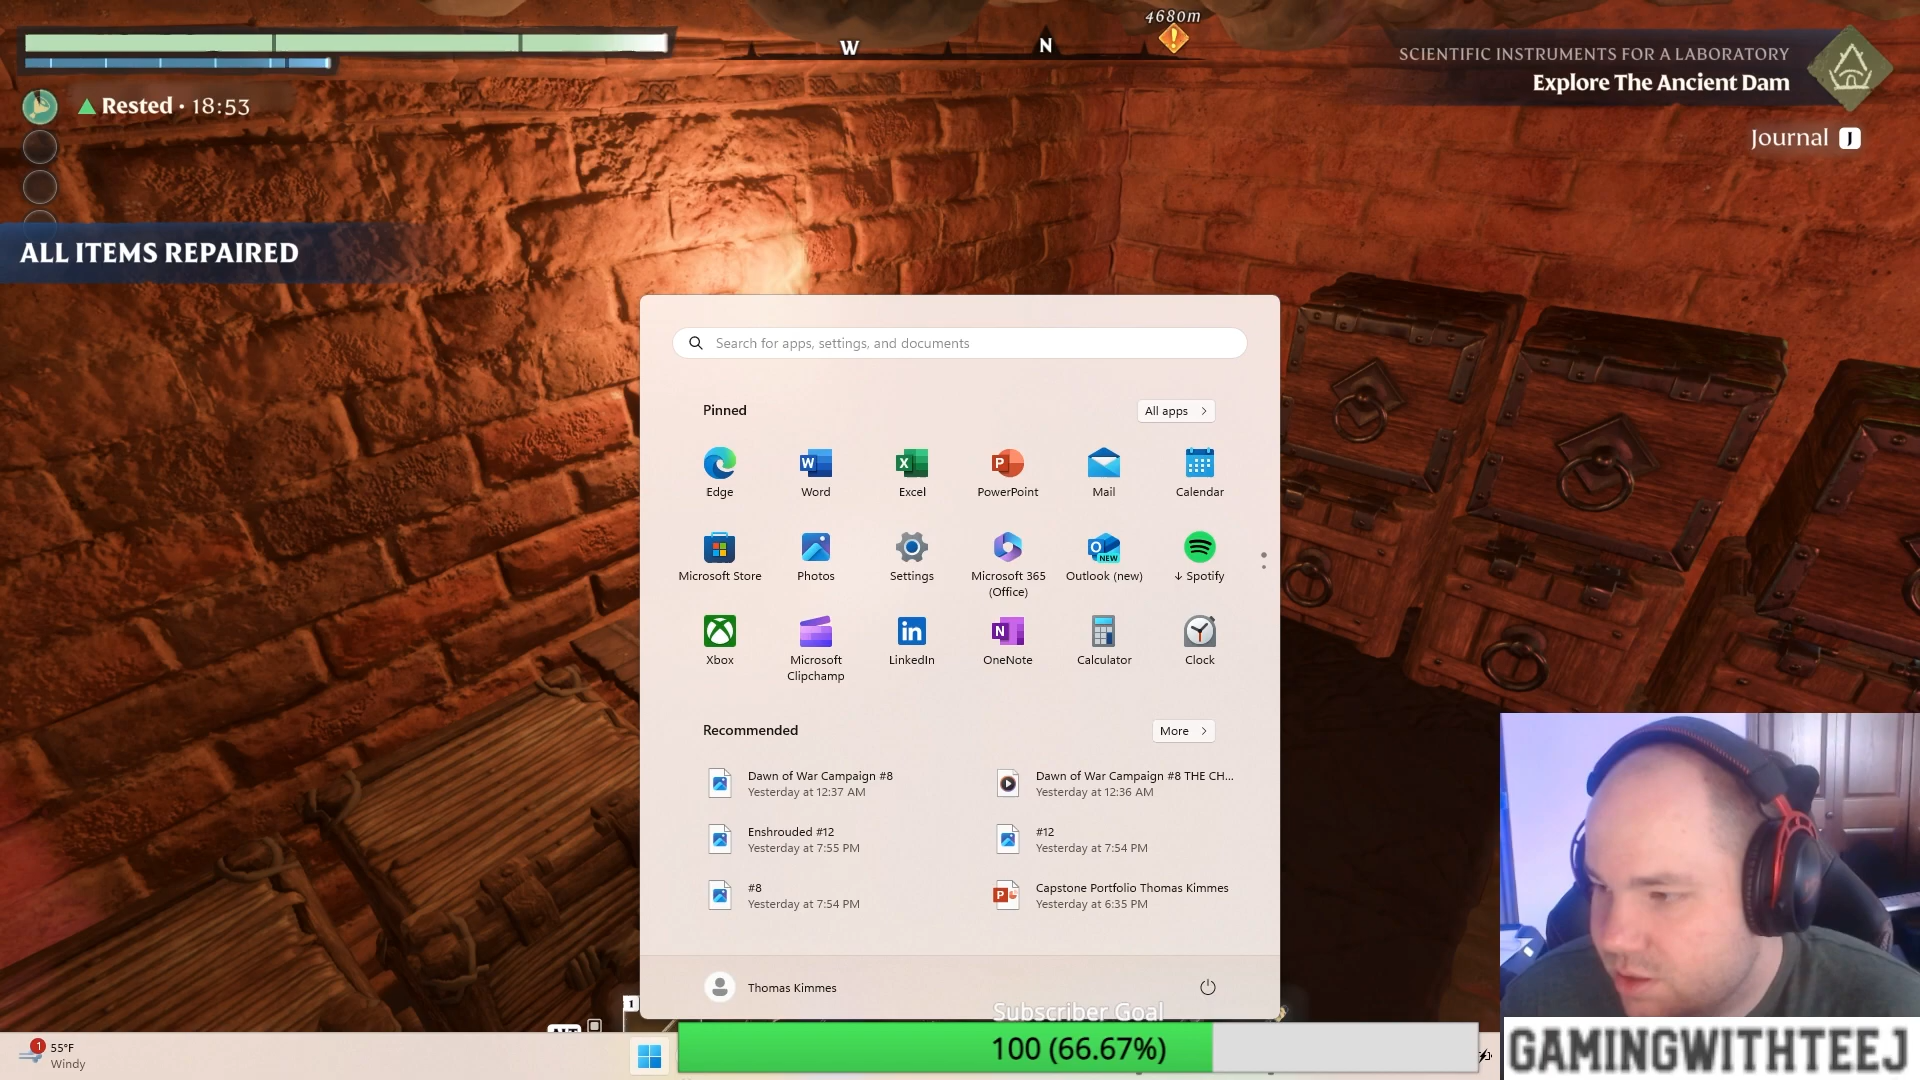 4680m
W
N
SCIENTIFIC INSTRUMENTS FOR A LABORATORY
Explore The Ancient Dam
Rested • 18:53
Journal J
ALL ITEMS REPAIRED
Search for apps, settings, and documents
Pinned
All apps
Edge
Word
Excel
PowerPoint
Mail
Calendar
Microsoft Store
Photos
Settings
Microsoft 365
(Office)
Outlook (new)
Spotify
Xbox
Microsoft
Clipchamp
LinkedIn
OneNote
Calculator
Clock
Recommended
More
Dawn of War Campaign #8
Yesterday at 12:37 AM
Dawn of War Campaign #8 THE CH...
Yesterday at 12:36 AM
Enshrouded #12
Yesterday at 7:55 PM
#12
Yesterday at 7:54 PM
#8
Yesterday at 7:54 PM
Capstone Portfolio Thomas Kimmes
Yesterday at 6:35 PM
Thomas Kimmes
1
Subscriber Goal
100 (66.67%)
1
55°F
Windy
GAMINGWITHTEEJ